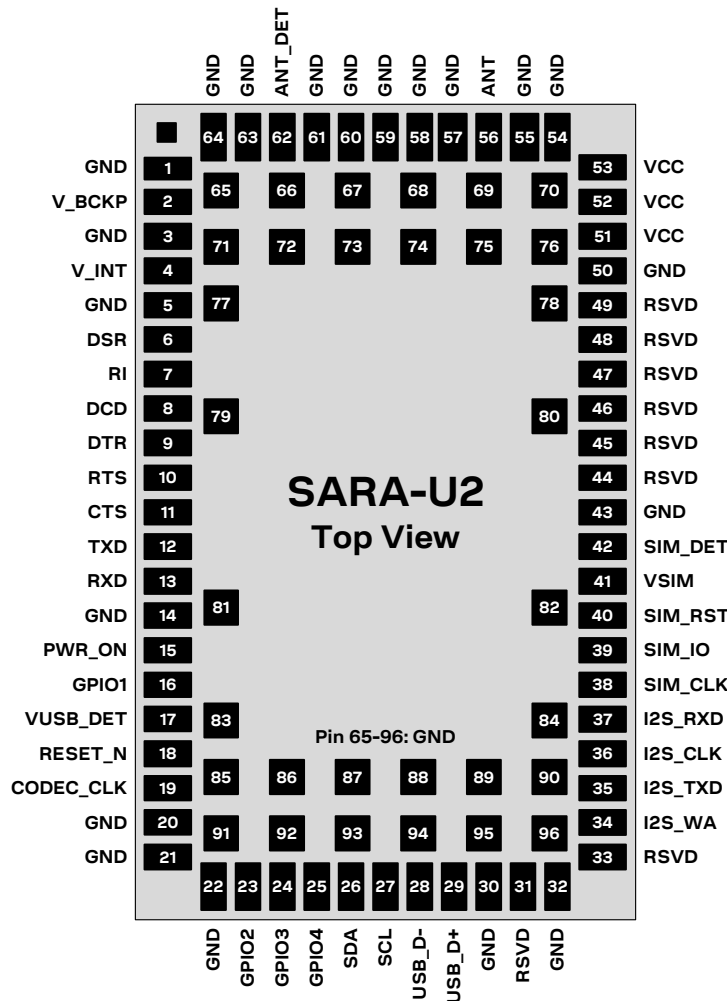 GND GND ANT_DET GND GND GND GND GND ANT GND GND
64 63 62 61 60 59 58 57 56 55 54
GND 1 53 VCC
65 66 67 68 69 70
V_BCKP 2 52 VCC
GND 3 51 VCC
71 72 73 74 75 76
V_INT 4 50 GND
GND 5 77 78 49 RSVD
DSR 6 48 RSVD
RI 7 47 RSVD
DCD 8 79 80 46 RSVD
DTR 9 45 RSVD
RTS 10 44 RSVD
SARA-U2
CTS 11 43 GND
Top View
TXD 12 42 SIM_DET
RXD 13 41 VSIM
GND 14 81 82 40 SIM_RST
PWR_ON 15 39 SIM_IO
GPIO1 16 38 SIM_CLK
VUSB_DET 17 83 84 37 I2S_RXD
Pin 65-96: GND
RESET_N 18 36 I2S_CLK
85 86 87 88 89 90
CODEC_CLK 19 35 I2S_TXD
GND 20 34 I2S_WA
91 92 93 94 95 96
GND 21 33 RSVD
22 23 24 25 26 27 28 29 30 31 32
GND GPIO2 GPIO3 GPIO4 SDA SCL USB_D- USB_D+ GND RSVD GND